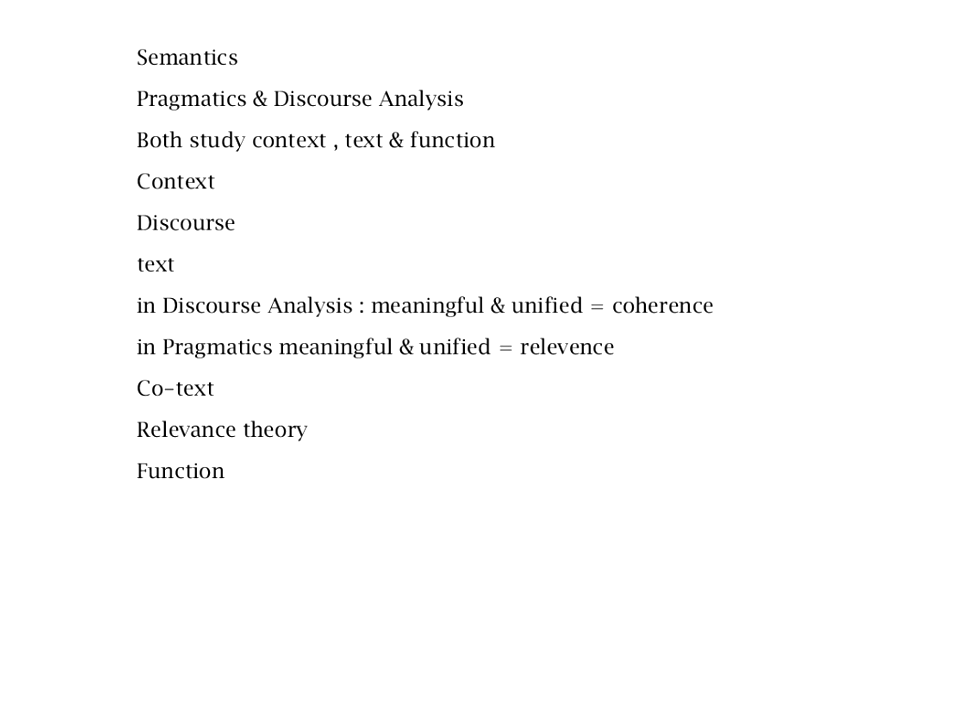 Semantics
Pragmatics & Discourse Analysis
Both study context , text & function
Context
Discourse
text
in Discourse Analysis : meaningful & unified = coherence
in Pragmatics meaningful & unified = relevence
Co-text
Relevance theory
Function